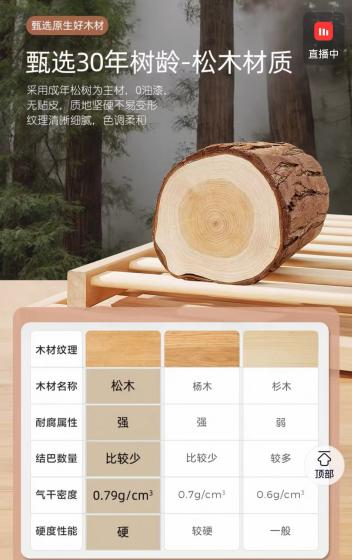 甄选原生好木材
甄选30年树龄-松木材质
直播中
采用成年松树为主材，0油漆，
无贴皮，质地坚硬不易变形
纹理清晰细腻，色调柔和
木材纹理
木材名称 松木 杨木 杉木
耐腐属性 强 强 弱
结巴数量 比较少 比较少 较多
气干密度 0.79g/cm³ 0.7g/cm³ 0.6g/cm³
顶部
硬度性能 硬 较硬 一般